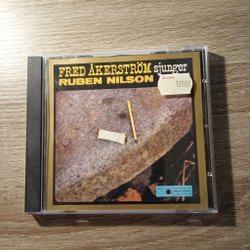 FRED ÅKERSTRÖM sjunger
RUBEN NILSON